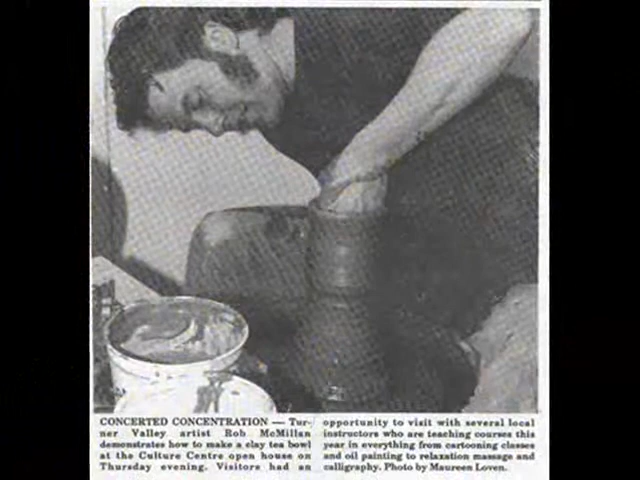 CONCERTED CONCENTRATION — Tur-
ner Valley artist Rob McMillan
demonstrates how to make a clay tea bowl
at the Culture Centre open house on
Thursday evening. Visitors had an
opportunity to visit with several local
instructors who are teaching courses this
year in everything from cartooning classes
and oil painting to relaxation massage and
calligraphy. Photo by Maureen Loven.